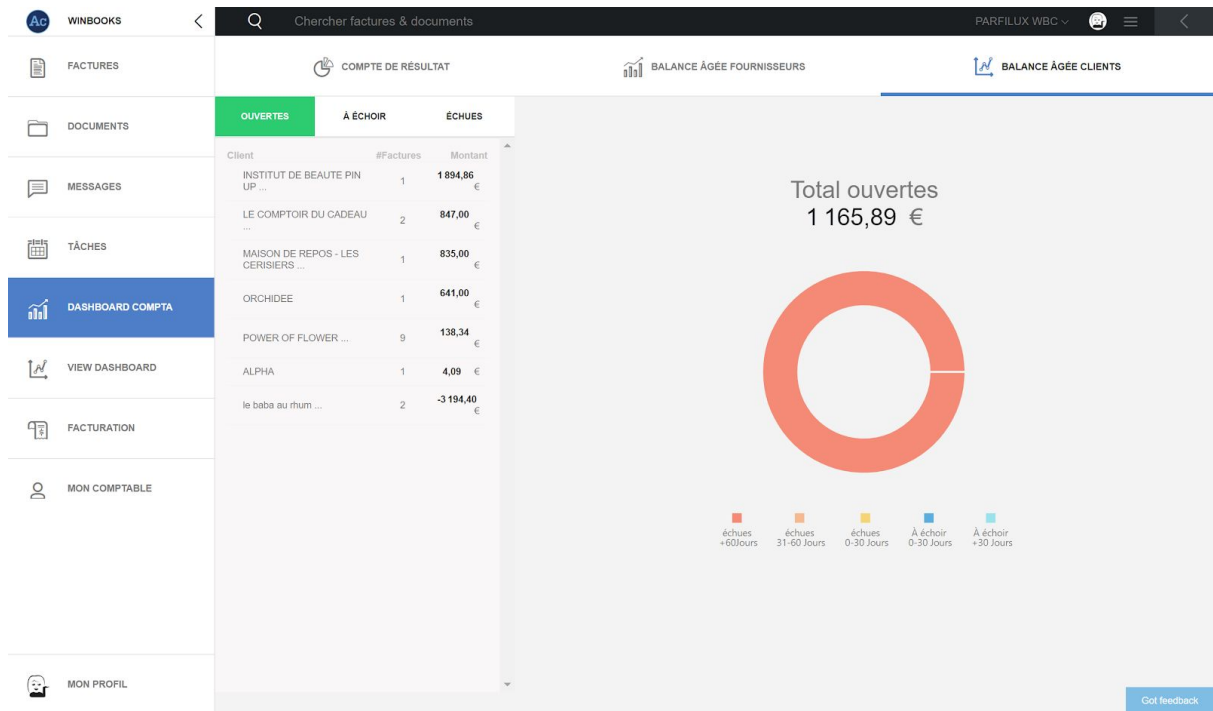 Ac WINBOOKS
Chercher factures & documents
PARFILUX WBC
FACTURES
DOCUMENTS
MESSAGES
TÂCHES
DASHBOARD COMPTA
VIEW DASHBOARD
FACTURATION
MON COMPTABLE
MON PROFIL
COMPTE DE RÉSULTAT
BALANCE ÂGÉE FOURNISSEURS
BALANCE ÂGÉE CLIENTS
OUVERTES À ÉCHOIR ÉCHUES
Client #Factures Montant
INSTITUT DE BEAUTE PIN
UP ... 1 1 894,86 €
LE COMPTOIR DU CADEAU
... 2 847,00 €
MAISON DE REPOS - LES
CERISIERS ... 1 835,00 €
ORCHIDEE 1 641,00 €
POWER OF FLOWER ... 9 138,34 €
ALPHA 1 4,09 €
le baba au rhum ... 2 -3 194,40 €
Total ouvertes
1 165,89 €
échues
+60Jours
échues
31-60 Jours
échues
0-30 Jours
À échoir
0-30 Jours
À échoir
+30 Jours
Got feedback